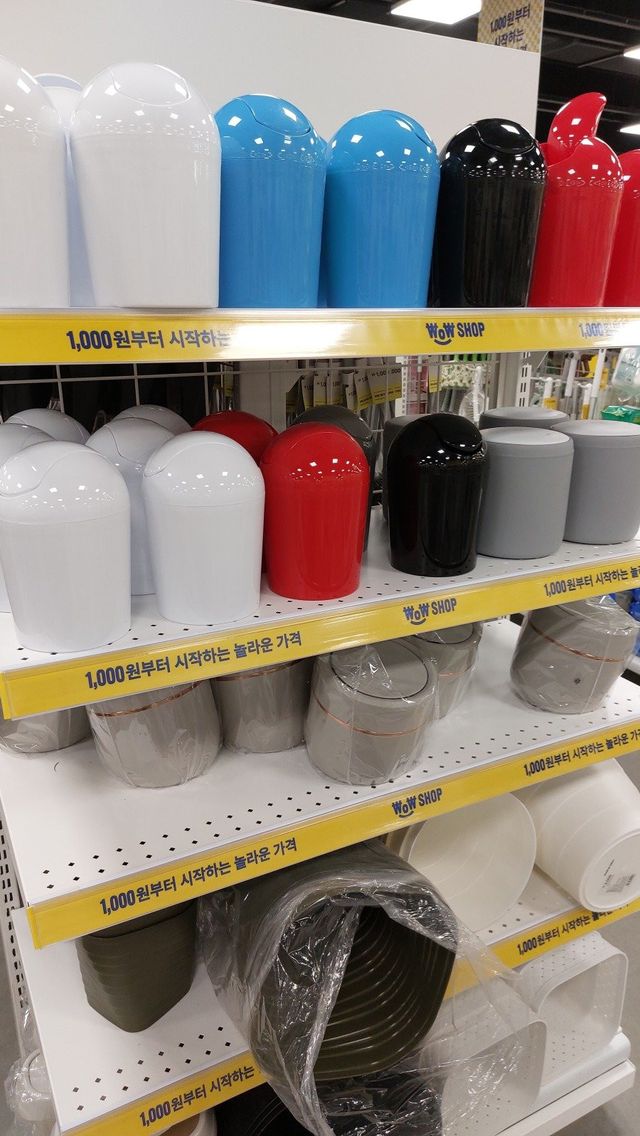 1,000원부터
시작하는
1,000원부터 시작하는
WOW SHOP
1,000원
1,000원부터 시작하는 놀라운 가격
WOW SHOP
1,000원부터 시작하는 놀라
1,000원부터 시작하는 놀라운 가격
WOW SHOP
1,000원부터 시작하는 놀라운 가
1,000원부터 시작하는
1,000원부터 시작하는